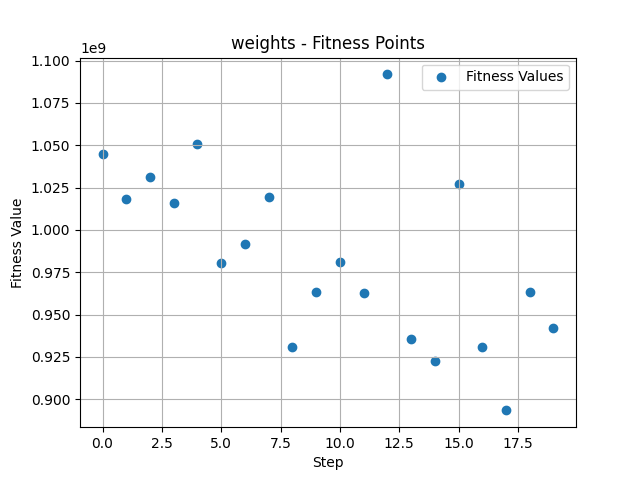 weights - Fitness Points
1e9
Fitness Values
1.100
1.075
1.050
1.025
1.000
0.975
0.950
0.925
0.900
Fitness Value
0.0 2.5 5.0 7.5 10.0 12.5 15.0 17.5
Step